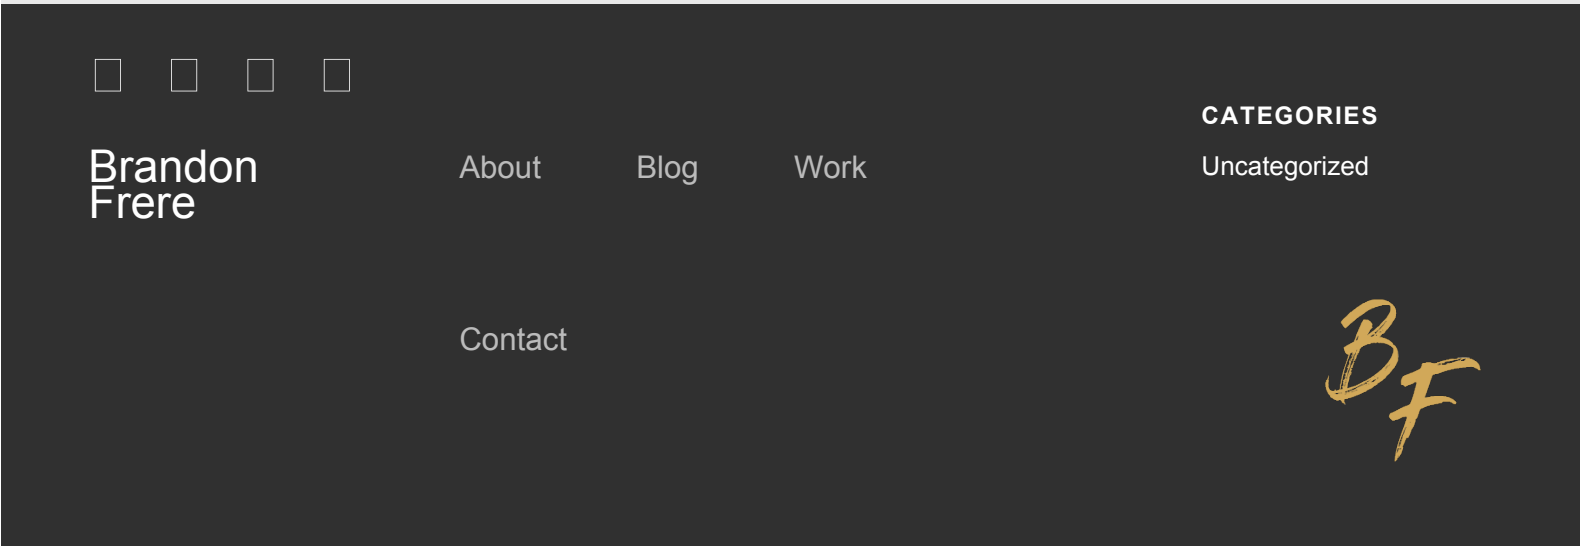 Brandon
Frere
About
Blog
Work
Contact
CATEGORIES
Uncategorized
BF